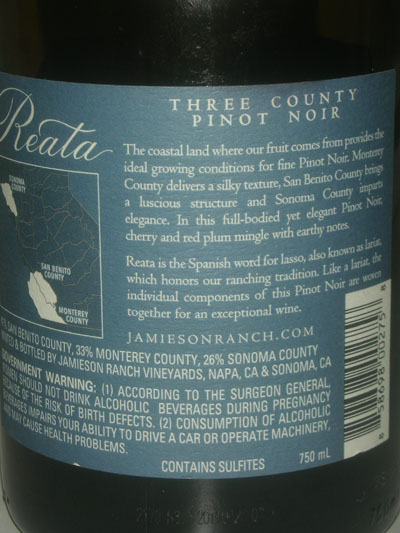 Reata
THREE COUNTY
PINOT NOIR
The coastal land where our fruit comes from provides the
ideal growing conditions for fine Pinot Noir. Monterey
County delivers a silky texture, San Benito County brings
a luscious structure and Sonoma County imparts
elegance. In this full-bodied yet elegant Pinot Noir,
cherry and red plum mingle with earthy notes.
Reata is the Spanish word for lasso, also known as lariat,
which honors our ranching tradition. Like a lariat, the
individual components of this Pinot Noir are woven
together for an exceptional wine.
JAMIESONRANCH.COM
SONOMA
COUNTY
SAN BENITO
COUNTY
MONTEREY
COUNTY
SAN BENITO COUNTY, 33% MONTEREY COUNTY, 26% SONOMA COUNTY
& BOTTLED BY JAMIESON RANCH VINEYARDS, NAPA, CA & SONOMA, CA
GOVERNMENT WARNING: (1) ACCORDING TO THE SURGEON GENERAL,
WOMEN SHOULD NOT DRINK ALCOHOLIC BEVERAGES DURING PREGNANCY
BECAUSE OF THE RISK OF BIRTH DEFECTS. (2) CONSUMPTION OF ALCOHOLIC
BEVERAGES IMPAIRS YOUR ABILITY TO DRIVE A CAR OR OPERATE MACHINERY,
AND MAY CAUSE HEALTH PROBLEMS.
CONTAINS SULFITES
750 mL
8 58698 00275 8